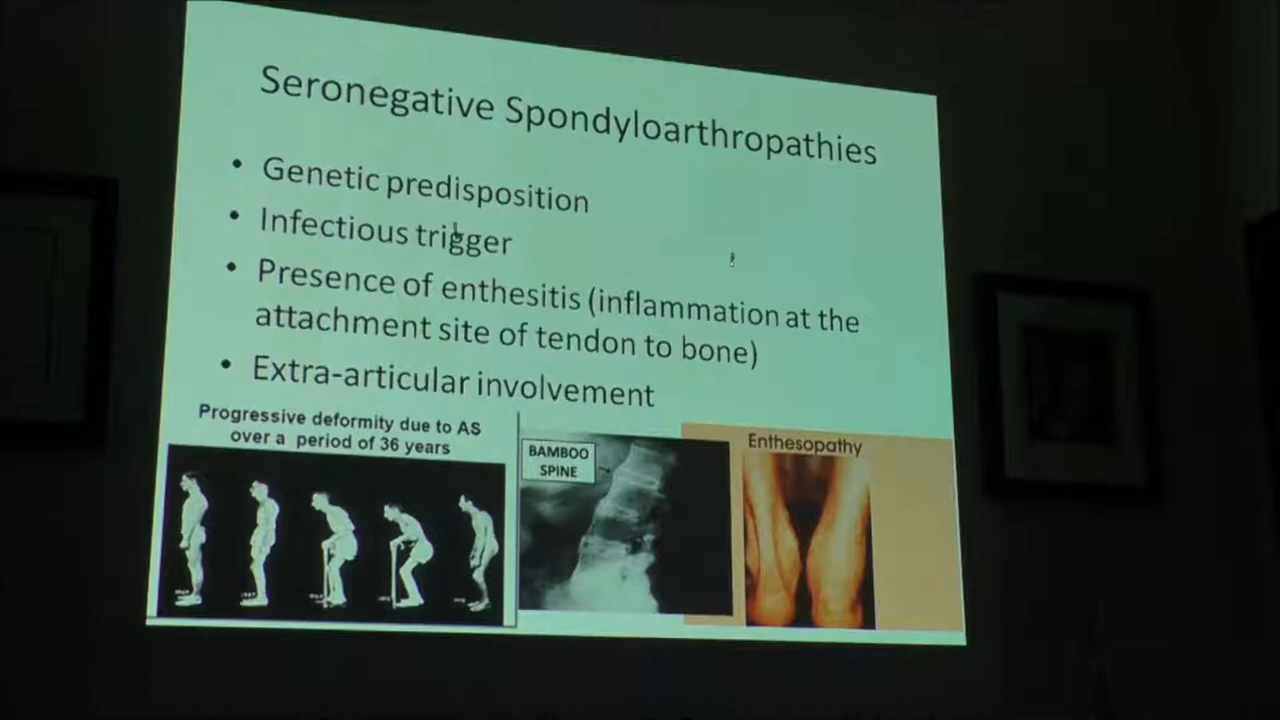 Seronegative Spondyloarthropathies
• Genetic predisposition
• Infectious trigger
• Presence of enthesitis (inflammation at the
attachment site of tendon to bone)
• Extra-articular involvement
Progressive deformity due to AS
over a period of 36 years
BAMBOO
SPINE
Enthesopathy